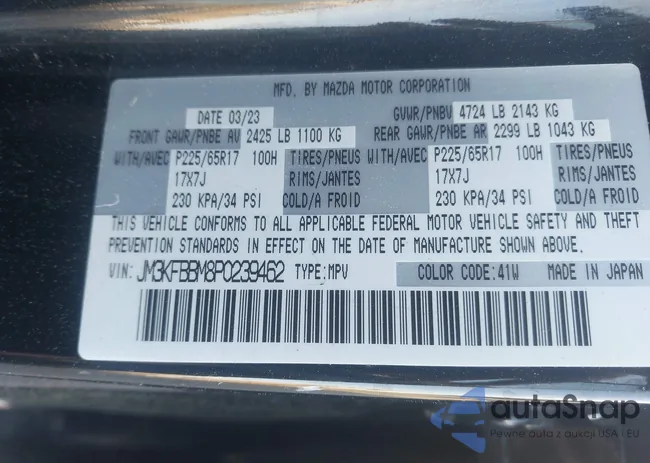 MFD. BY MAZDA MOTOR CORPORATION
DATE 03/23 GVWR/PNBV 4724 LB 2143 KG
FRONT GAWR/PNBE AV 2425 LB 1100 KG REAR GAWR/PNBE AR 2299 LB 1043 KG
WITH/AVEC P225/65R17 100H TIRES/PNEUS WITH/AVEC P225/65R17 100H TIRES/PNEUS
17X7J RIMS/JANTES 17X7J RIMS/JANTES
230 KPA/34 PSI COLD/A FROID 230 KPA/34 PSI COLD/A FROID
THIS VEHICLE CONFORMS TO ALL APPLICABLE FEDERAL MOTOR VEHICLE SAFETY AND THEFT
PREVENTION STANDARDS IN EFFECT ON THE DATE OF MANUFACTURE SHOWN ABOVE.
VIN: JM3KFBBM8P0239462 TYPE: MPV COLOR CODE: 41W MADE IN JAPAN
autoSnap
Pewne auta z aukcji USA i EU